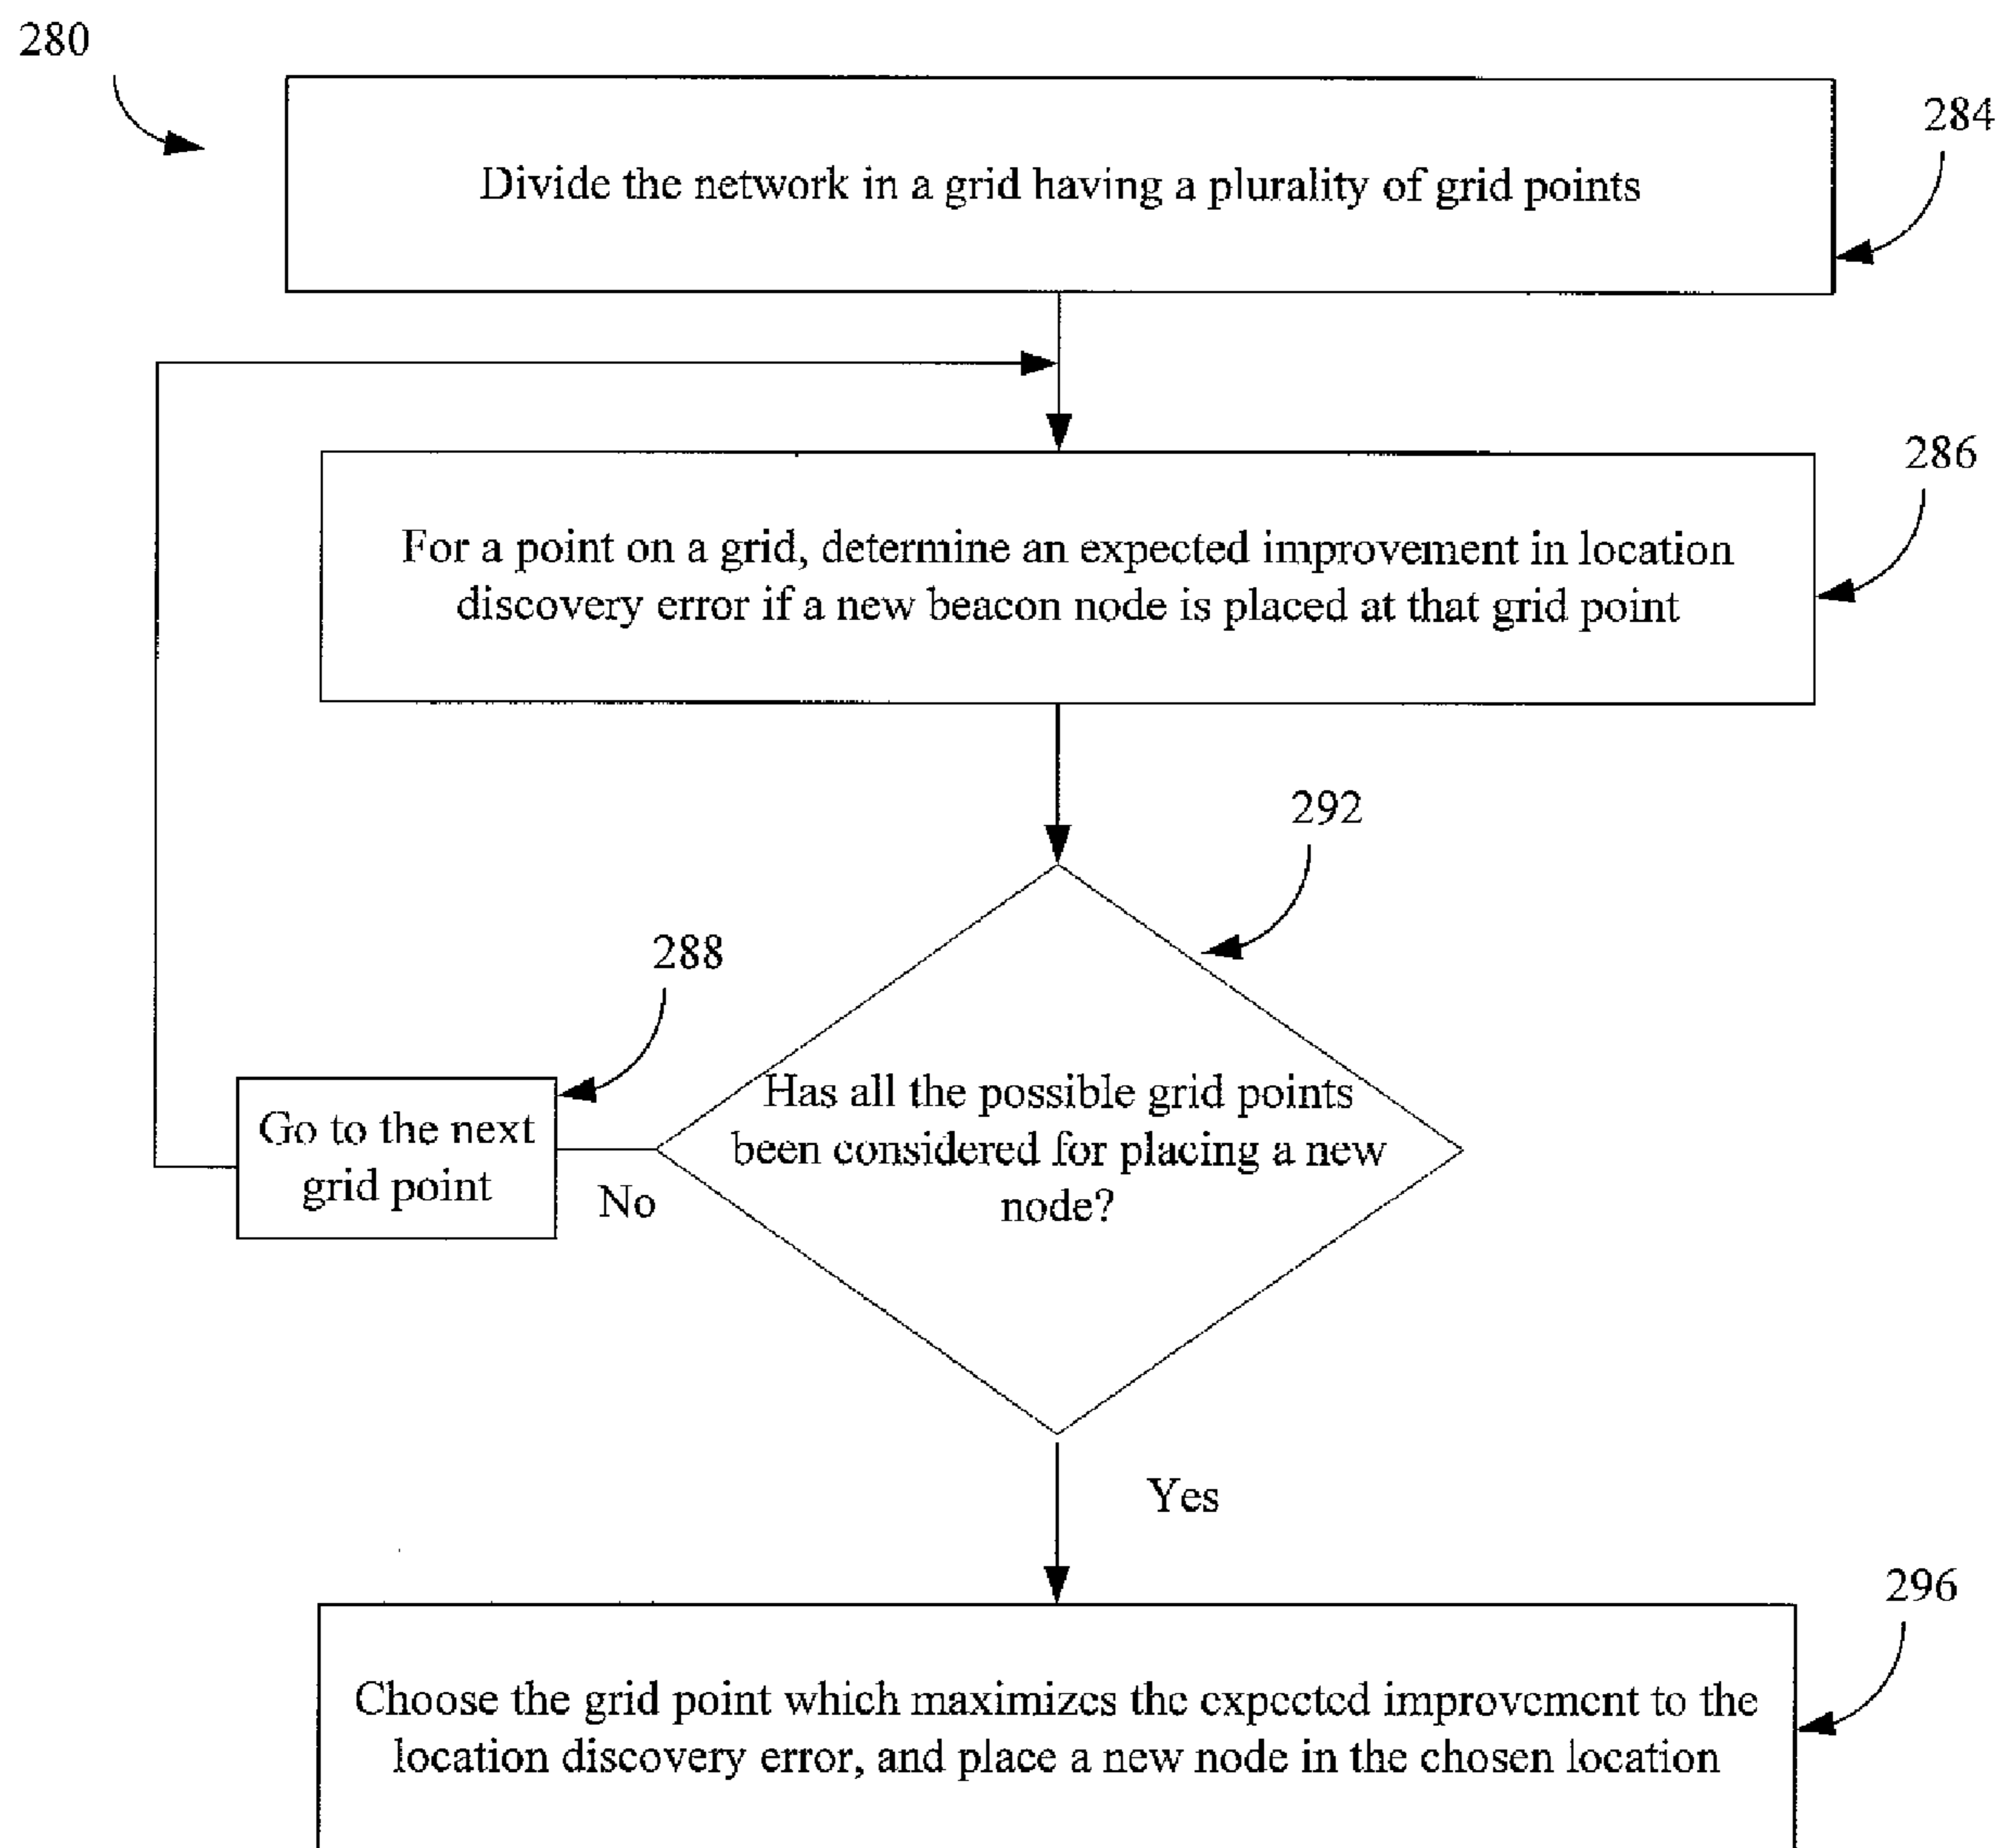 280
284
Divide the network in a grid having a plurality of grid points
286
For a point on a grid, determine an expected improvement in location
discovery error if a new beacon node is placed at that grid point
292
288
Has all the possible grid points
been considered for placing a new
node?
Go to the next
grid point
No
Yes
296
Choose the grid point which maximizes the expected improvement to the
location discovery error, and place a new node in the chosen location